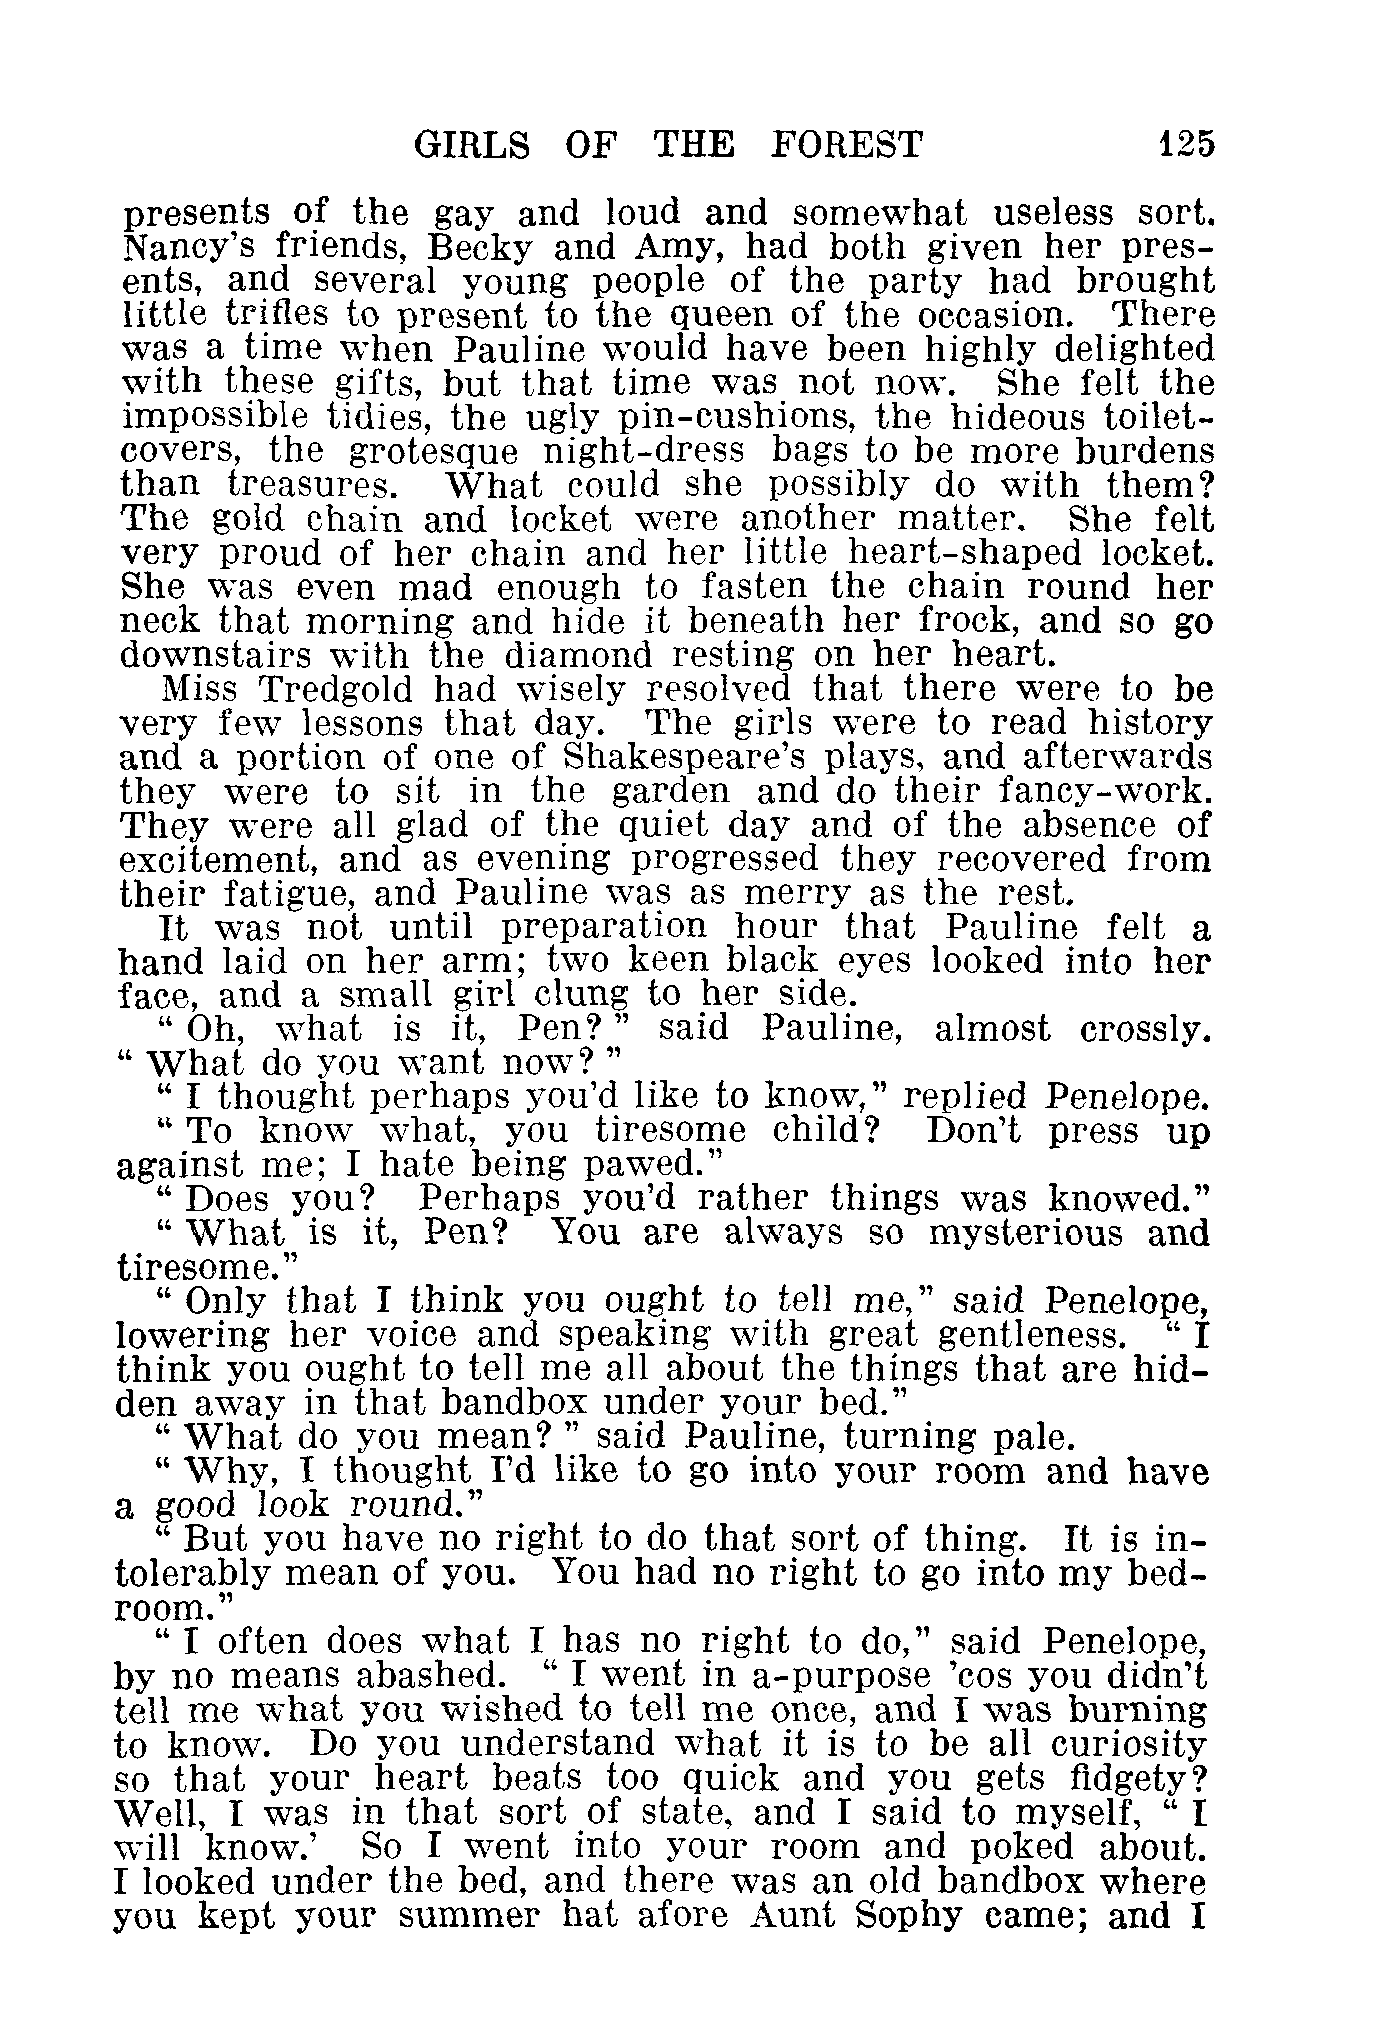 GIRLS OF THE FOREST 125
presents of the gay and loud and somewhat useless sort.
Nancy's friends, Becky and Amy, had both given her pres-
ents, and several young people of the party had brought
little trifles to present to the queen of the occasion. There
was a time when Pauline would have been highly delighted
with these gifts, but that time was not now. She felt the
impossible tidies, the ugly pin-cushions, the hideous toilet-
covers, the grotesque night-dress bags to be more burdens
than treasures. What could she possibly do with them?
The gold chain and locket were another matter. She felt
very proud of her chain and her little heart-shaped locket.
She was even mad enough to fasten the chain round her
neck that morning and hide it beneath her frock, and so go
downstairs with the diamond resting on her heart.
Miss Tredgold had wisely resolved that there were to be
very few lessons that day. The girls were to read history
and a portion of one of Shakespeare's plays, and afterwards
they were to sit in the garden and do their fancy-work.
They were all glad of the quiet day and of the absence of
excitement, and as evening progressed they recovered from
their fatigue, and Pauline was as merry as the rest.
It was not until preparation hour that Pauline felt a
hand laid on her arm; two keen black eyes looked into her
face, and a small girl clung to her side.
“ Oh, what is it, Pen? ” said Pauline, almost crossly.
“ What do you want now? ”
“ I thought perhaps you'd like to know,” replied Penelope.
“ To know what, you tiresome child? Don't press up
against me; I hate being pawed.”
“ Does you? Perhaps you'd rather things was knowed.”
“ What is it, Pen? You are always so mysterious and
tiresome.”
“ Only that I think you ought to tell me,” said Penelope,
lowering her voice and speaking with great gentleness. “ I
think you ought to tell me all about the things that are hid-
den away in that bandbox under your bed.”
“ What do you mean? ” said Pauline, turning pale.
“ Why, I thought I'd like to go into your room and have
a good look round.”
“ But you have no right to do that sort of thing. It is in-
tolerably mean of you. You had no right to go into my bed-
room.”
“ I often does what I has no right to do,” said Penelope,
by no means abashed. “ I went in a-purpose 'cos you didn't
tell me what you wished to tell me once, and I was burning
to know. Do you understand what it is to be all curiosity
so that your heart beats too quick and you gets fidgety?
Well, I was in that sort of state, and I said to myself, “ I
will know.’ So I went into your room and poked about.
I looked under the bed, and there was an old bandbox where
you kept your summer hat afore Aunt Sophy came; and I